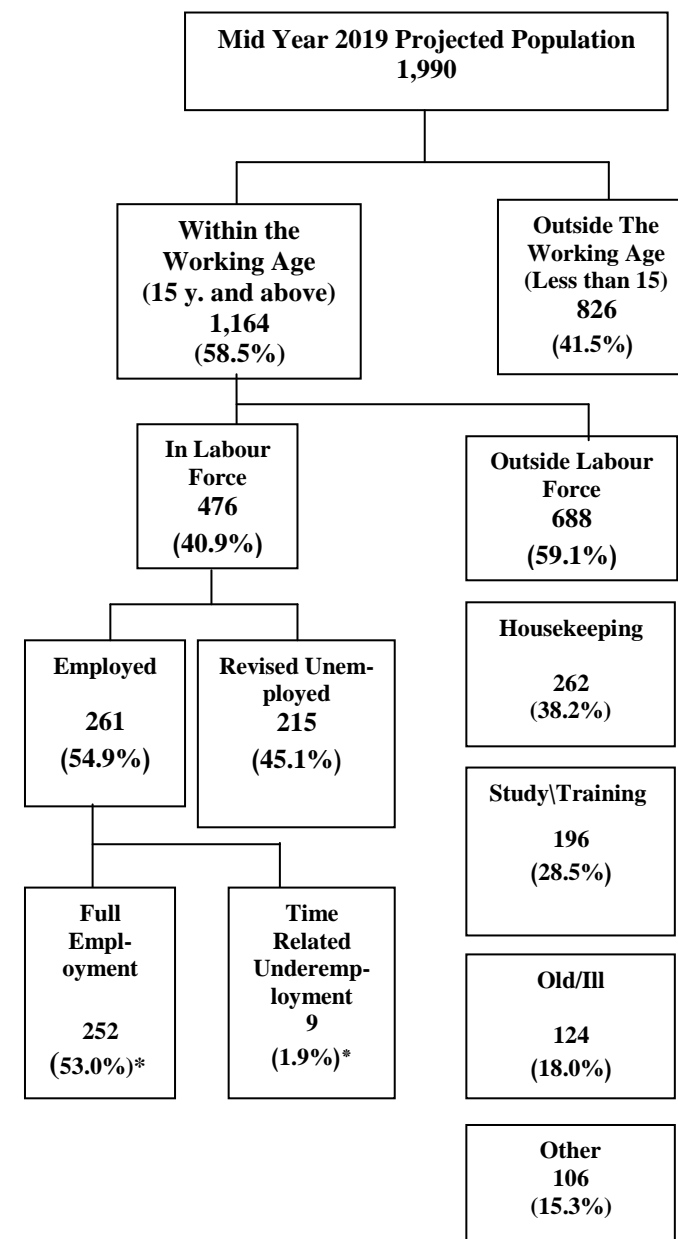 Mid Year 2019 Projected Population
1,990
Within the
Working Age
(15 y. and above)
1,164
(58.5%)
Outside The
Working Age
(Less than 15)
826
(41.5%)
In Labour
Force
476
(40.9%)
Outside Labour
Force
688
(59.1%)
Employed
261
(54.9%)
Revised Unem-
ployed
215
(45.1%)
Housekeeping
262
(38.2%)
Study\Training
196
(28.5%)
Full
Empl-
oyment
252
(53.0%)*
Time
Related
Underemp-
loyment
9
(1.9%)*
Old/Ill
124
(18.0%)
Other
106
(15.3%)